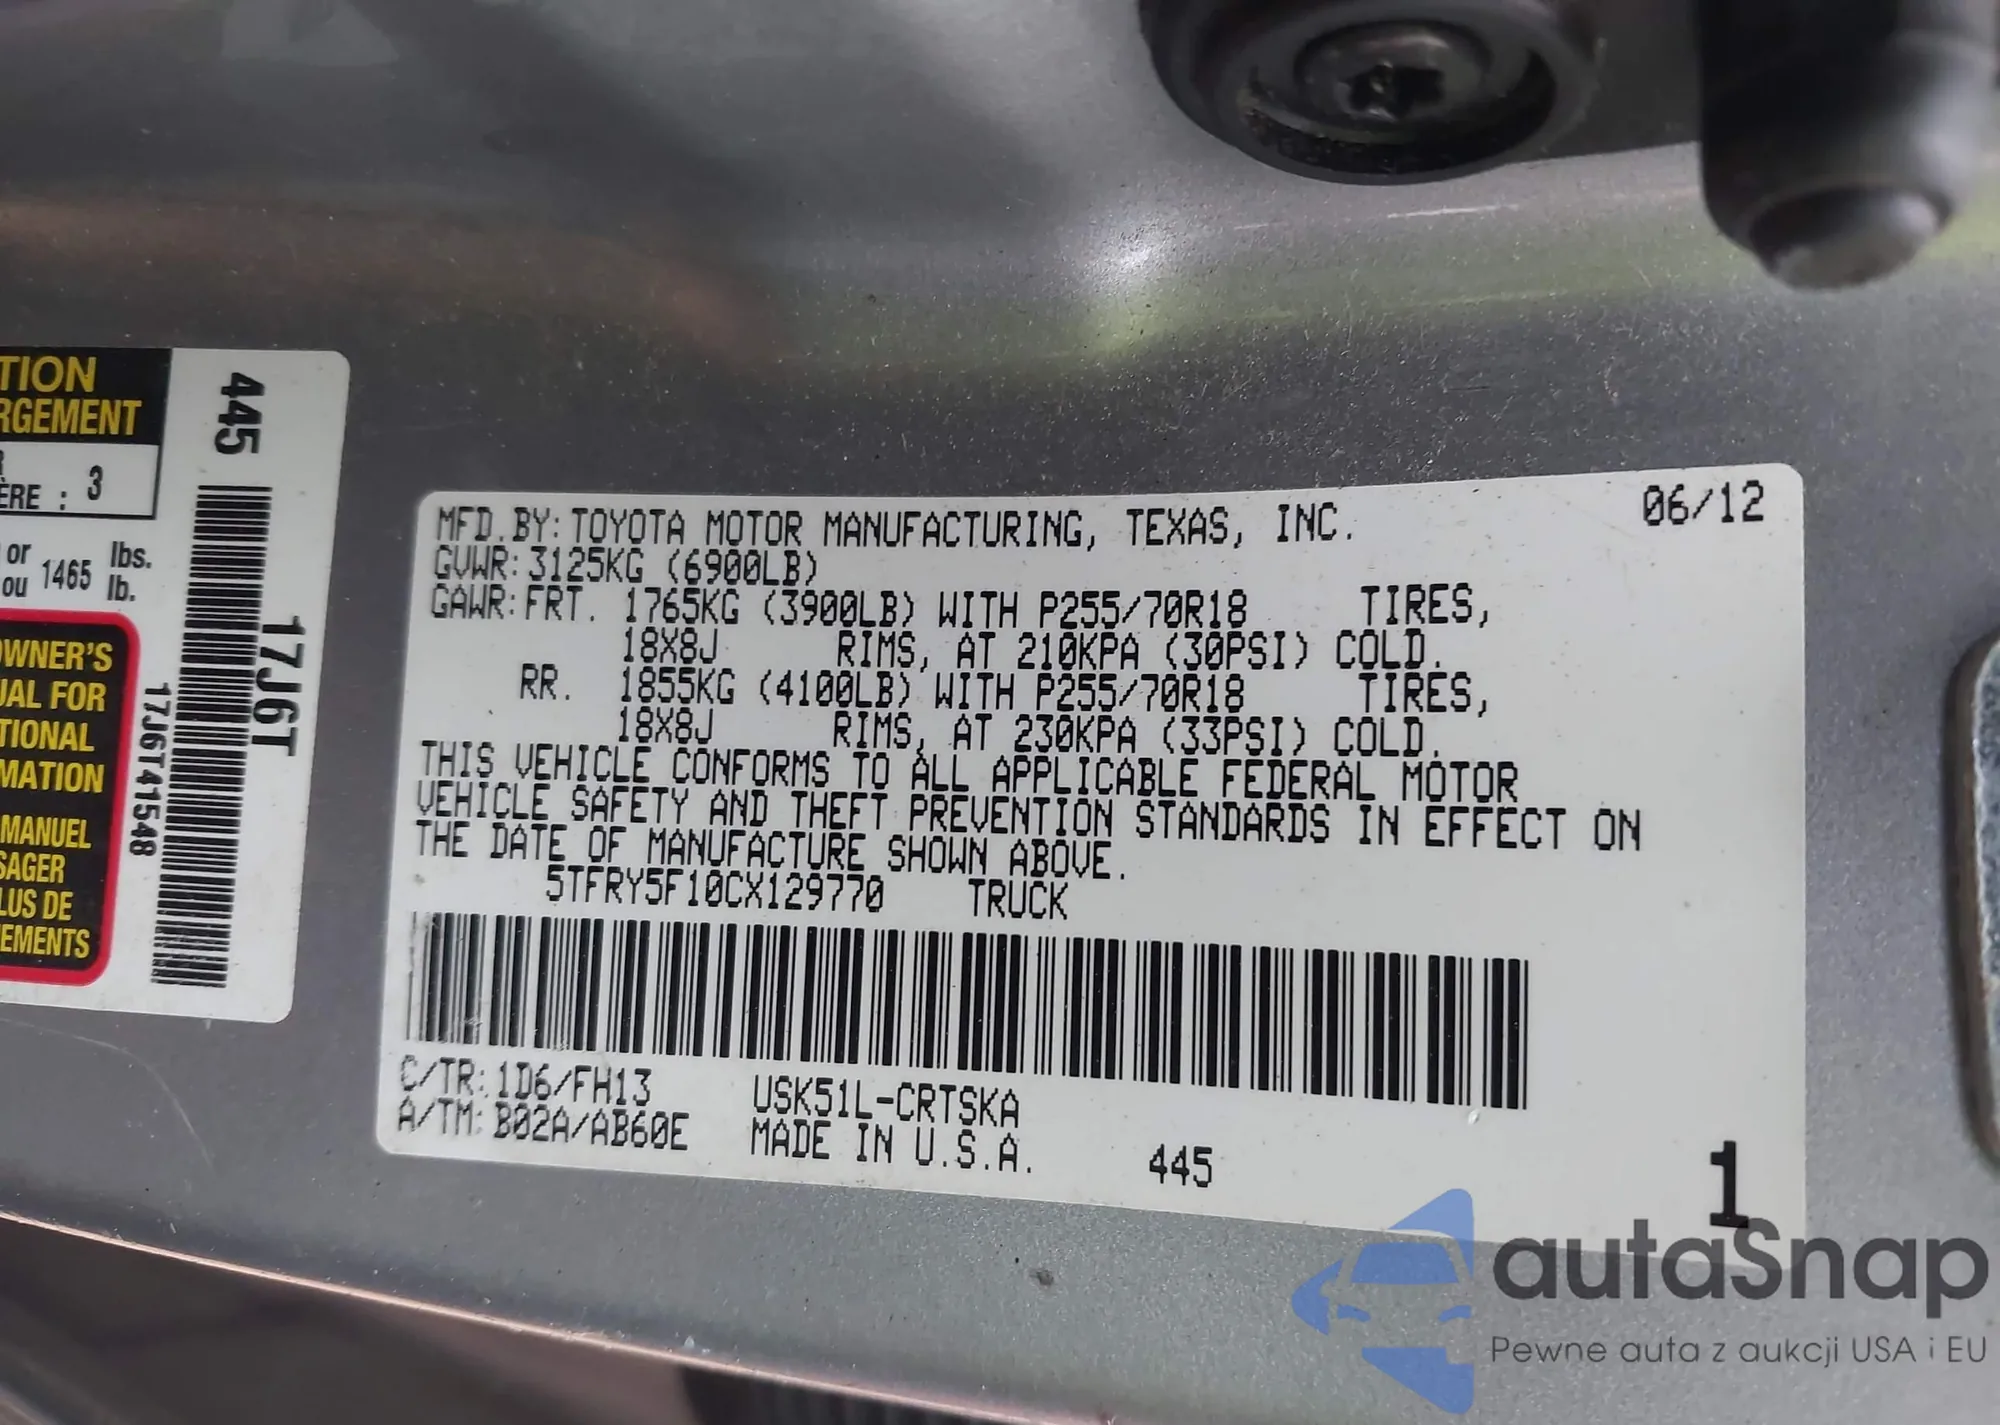 TION
RGEMENT
R
ÈRE : 3
or
ou 1465 lbs.
lb.
OWNER'S
UAL FOR
TIONAL
MATION
MANUEL
SAGER
LUS DE
EMENTS
445
17J6T
17J6T41548
MFD.BY: TOYOTA MOTOR MANUFACTURING, TEXAS, INC. 06/12
GVWR: 3125KG (6900LB)
GAWR: FRT. 1765KG (3900LB) WITH P255/70R18 TIRES,
18X8J RIMS, AT 210KPA (30PSI) COLD.
RR. 1855KG (4100LB) WITH P255/70R18 TIRES,
18X8J RIMS, AT 230KPA (33PSI) COLD.
THIS VEHICLE CONFORMS TO ALL APPLICABLE FEDERAL MOTOR
VEHICLE SAFETY AND THEFT PREVENTION STANDARDS IN EFFECT ON
THE DATE OF MANUFACTURE SHOWN ABOVE.
5TFRY5F10CX129770 TRUCK
C/TR: 1D6/FH13 USK51L-CRTSKA
A/TM: B02A/AB60E MADE IN U.S.A. 445
1
autaSnap
Pewne auta z aukcji USA i EU